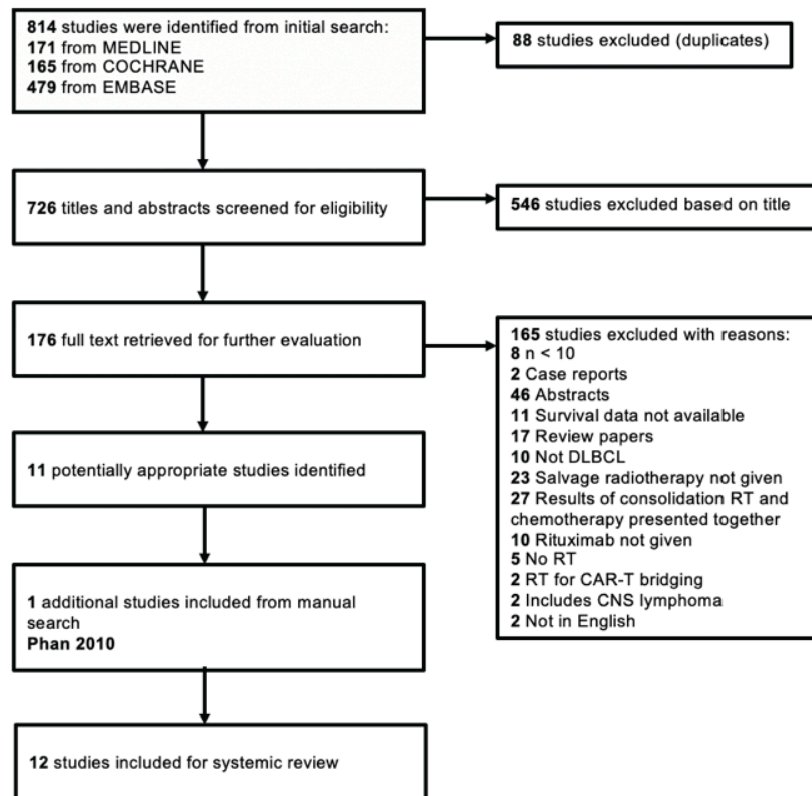 814 studies were identified from initial search:
171 from MEDLINE
165 from COCHRANE
479 from EMBASE
88 studies excluded (duplicates)
726 titles and abstracts screened for eligibility
546 studies excluded based on title
176 full text retrieved for further evaluation
165 studies excluded with reasons:
8 n < 10
2 Case reports
46 Abstracts
11 Survival data not available
17 Review papers
10 Not DLBCL
23 Salvage radiotherapy not given
27 Results of consolidation RT and
chemotherapy presented together
10 Rituximab not given
5 No RT
2 RT for CAR-T bridging
2 Includes CNS lymphoma
2 Not in English
11 potentially appropriate studies identified
1 additional studies included from manual
search
Phan 2010
12 studies included for systemic review